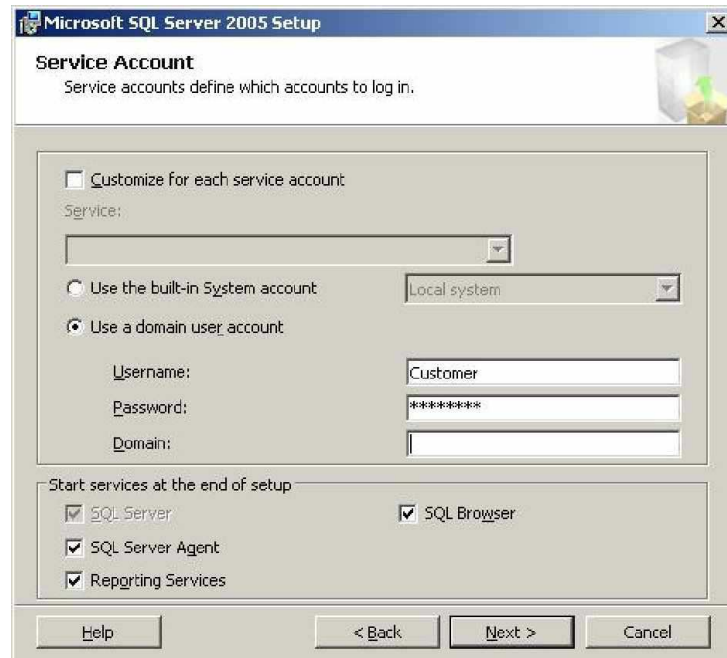 Microsoft SQL Server 2005 Setup
Service Account
Service accounts define which accounts to log in.
Customize for each service account
Service:
Use the built-in System account
Local system
Use a domain user account
Username:
Customer
Password:
********
Domain:
Start services at the end of setup
SQL Server
SQL Browser
SQL Server Agent
Reporting Services
Help
< Back
Next >
Cancel